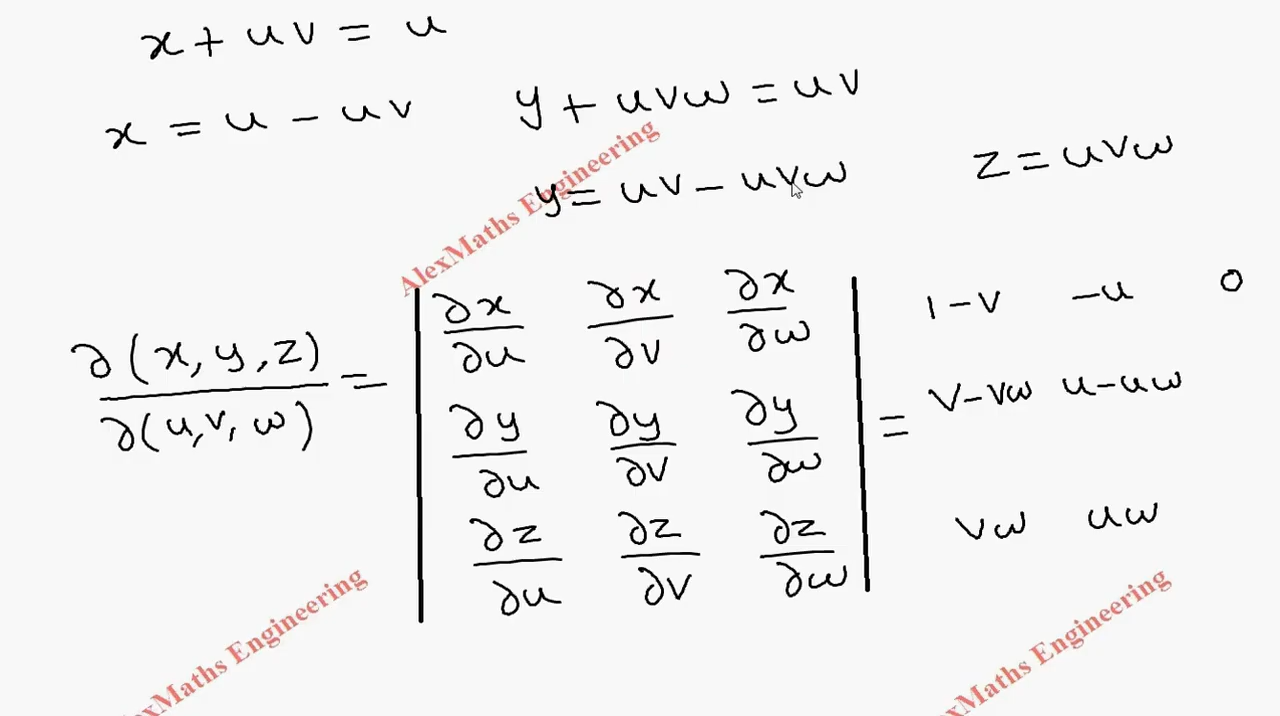 x + uv = u
x = u - uv    y + uvw = uv
y = uv - uvw    z = uvw
∂(x, y, z) / ∂(u, v, w) = | ∂x/∂u  ∂x/∂v  ∂x/∂w | = 1-v  -u  0
| ∂y/∂u  ∂y/∂v  ∂y/∂w |  v-vw  u-uw
| ∂z/∂u  ∂z/∂v  ∂z/∂w |  vw  uw
AlexMaths Engineering
AlexMaths Engineering
AlexMaths Engineering